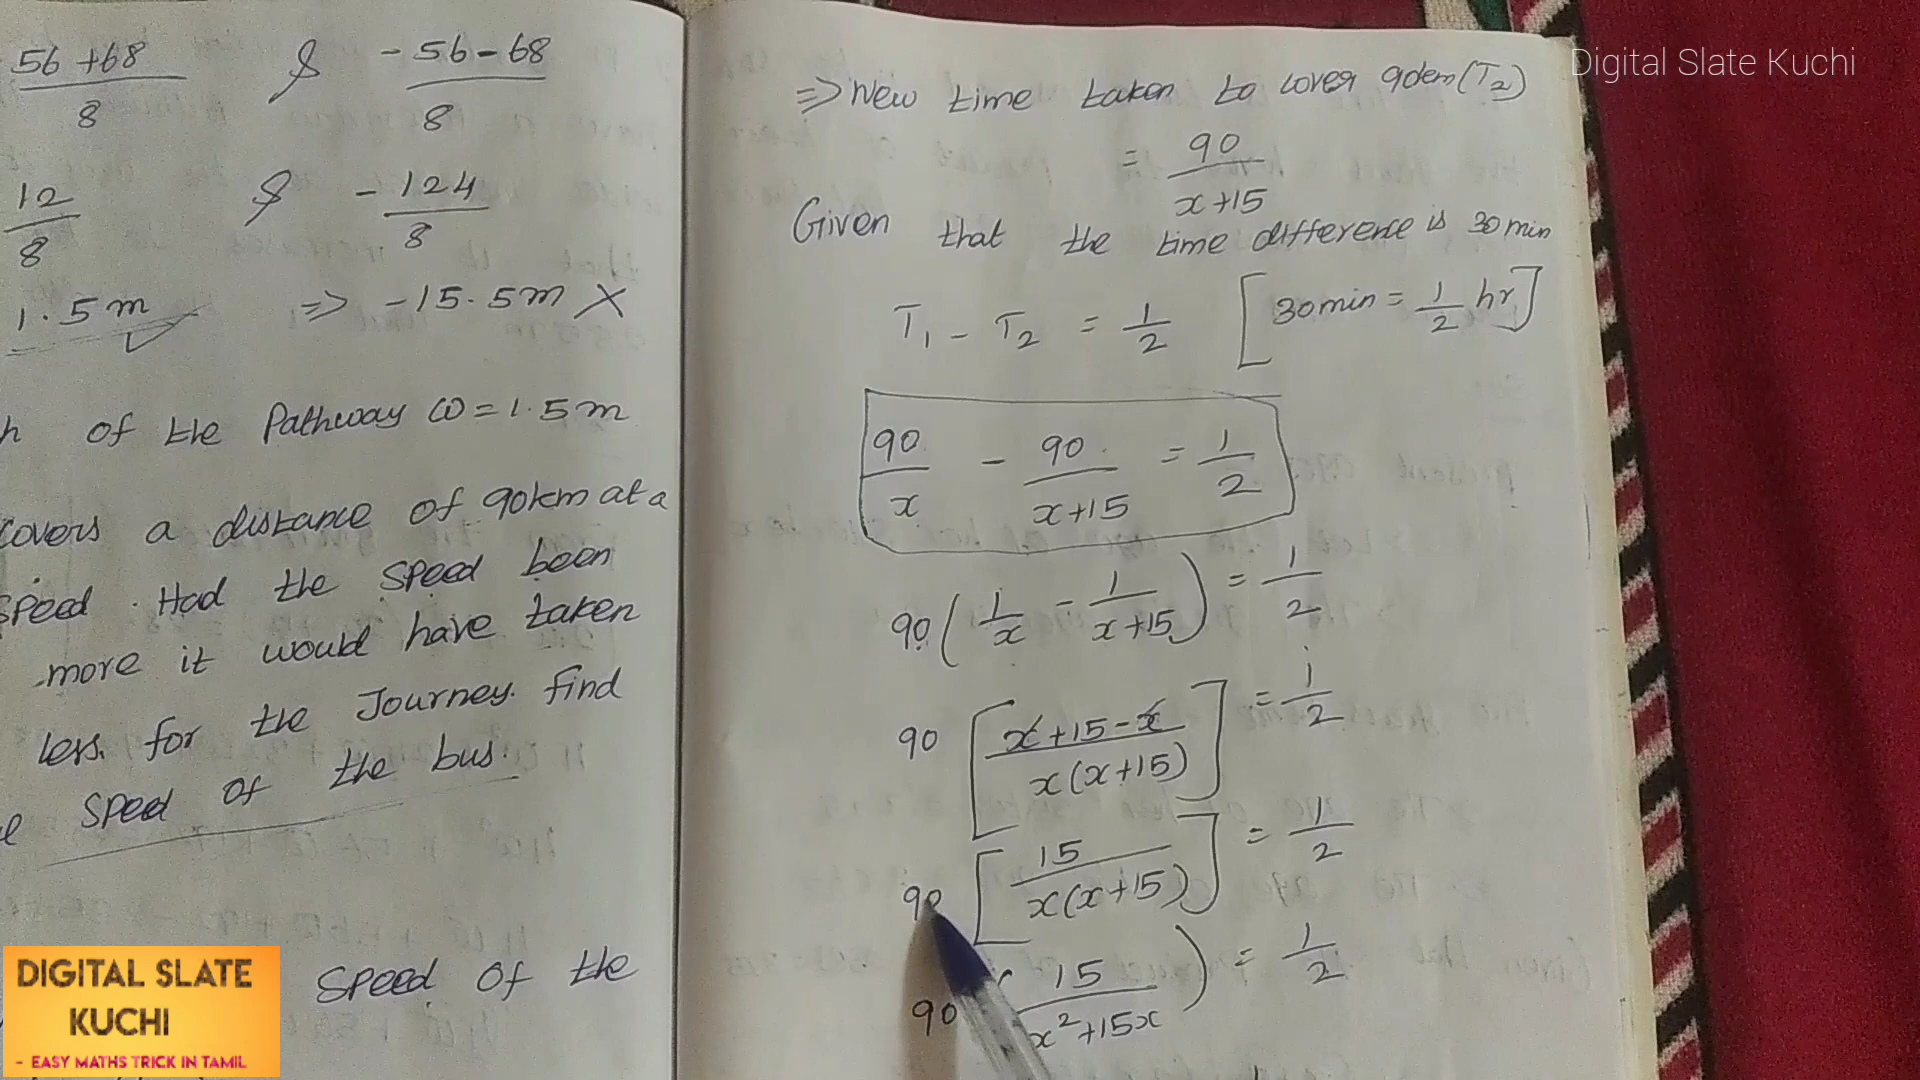 56+68/8 & -56-68/8
12/8 & -124/8
1.5m ⇒ -15.5m X
h of the Pathway ω=1.5m
covers a distance of 90km at a
speed. Had the speed been
more it would have taken
less for the Journey. Find
speed of the bus.
Speed of the
⇒ New time taken to cover 90km (T₂)
= 90/x+15
Given that the time difference is 30 min
T₁ - T₂ = 1/2 [30min = 1/2 hr]
90/x - 90/x+15 = 1/2
90(1/x - 1/x+15) = 1/2
90[x+15-x/x(x+15)] = 1/2
90[15/x(x+15)] = 1/2
90(15/x²+15x) = 1/2
Digital Slate Kuchi
DIGITAL SLATE
KUCHI
- EASY MATHS TRICK IN TAMIL